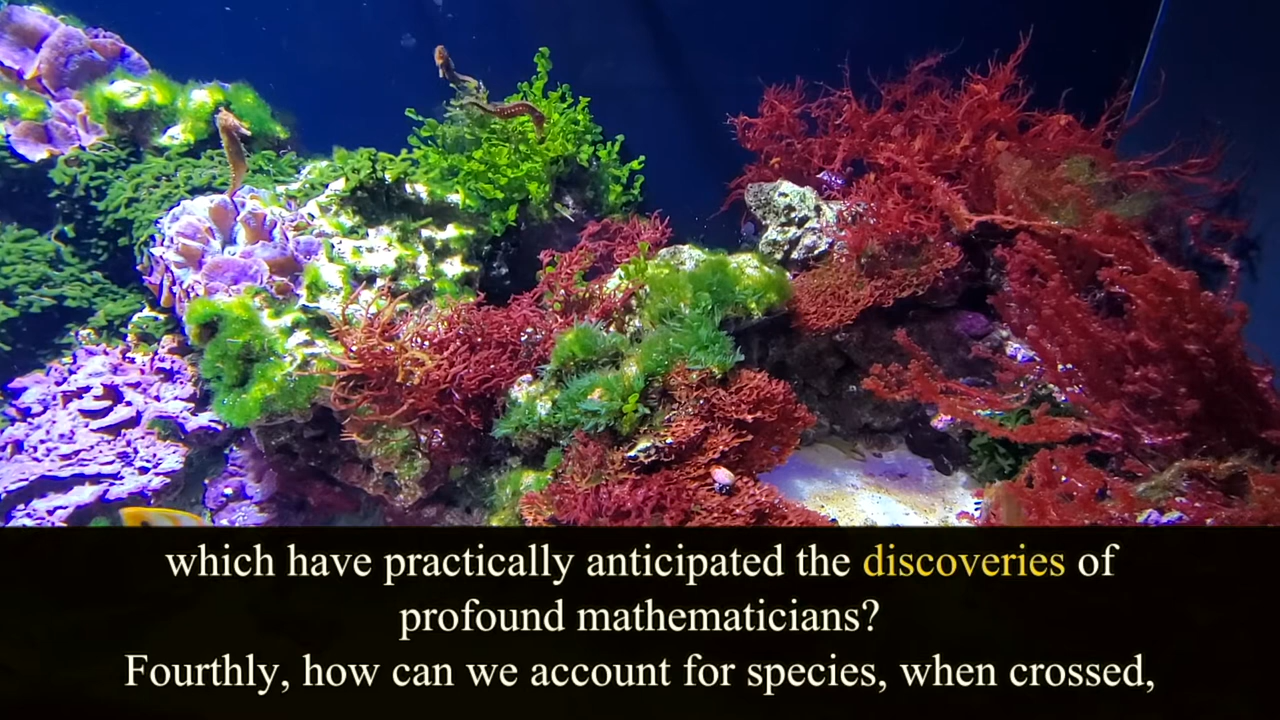 which have practically anticipated the discoveries of
profound mathematicians?
Fourthly, how can we account for species, when crossed,